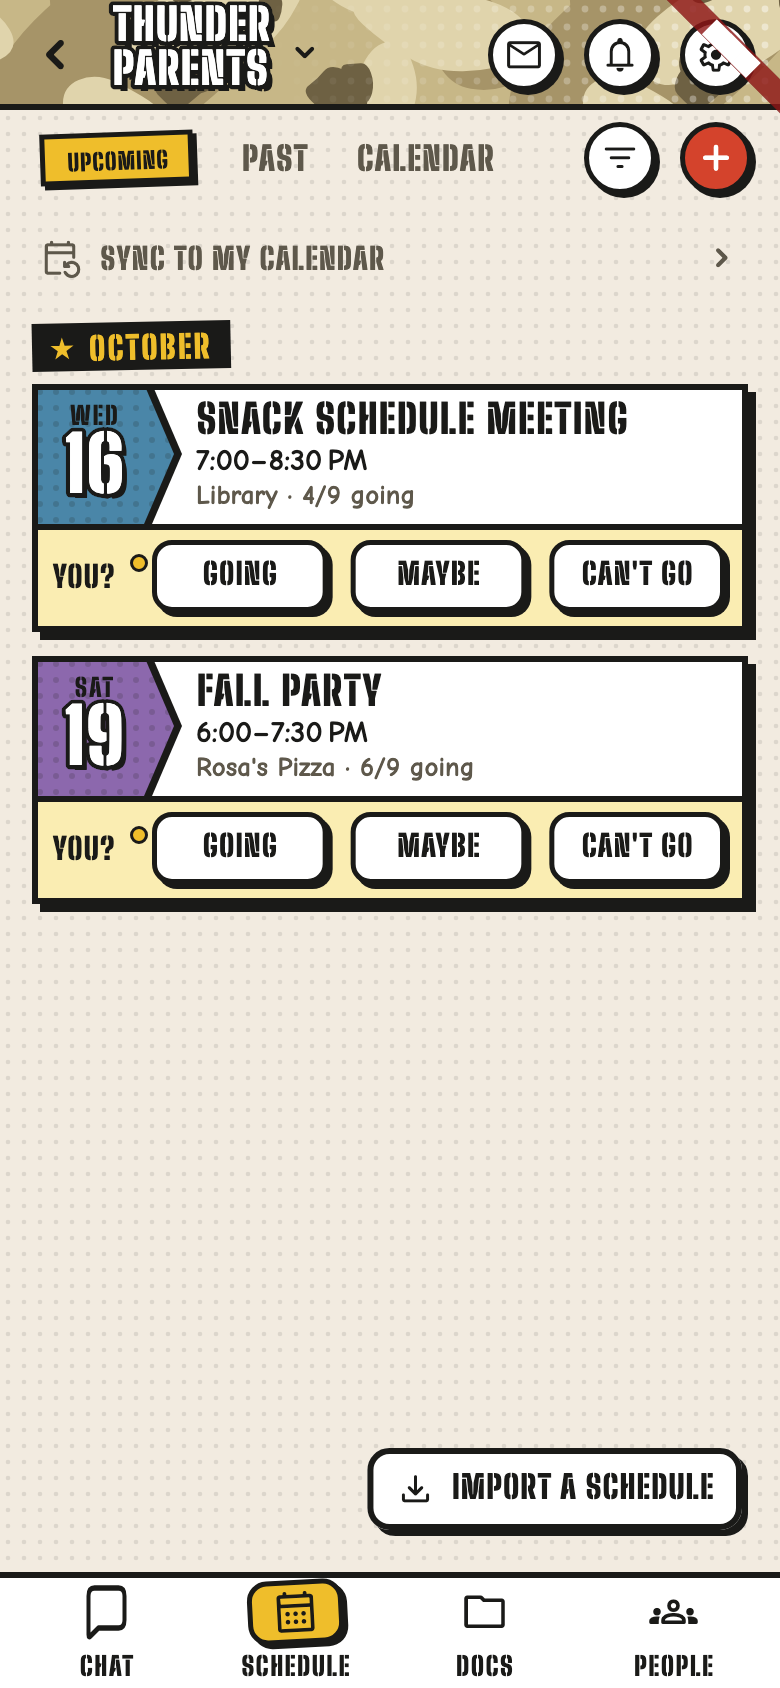 THUNDER
PARENTS
UPCOMING
PAST
CALENDAR
SYNC TO MY CALENDAR
★ OCTOBER
WED
16
SNACK SCHEDULE MEETING
7:00–8:30 PM
Library · 4/9 going
YOU?
GOING
MAYBE
CAN'T GO
SAT
19
FALL PARTY
6:00–7:30 PM
Rosa's Pizza · 6/9 going
YOU?
GOING
MAYBE
CAN'T GO
IMPORT A SCHEDULE
CHAT
SCHEDULE
DOCS
PEOPLE